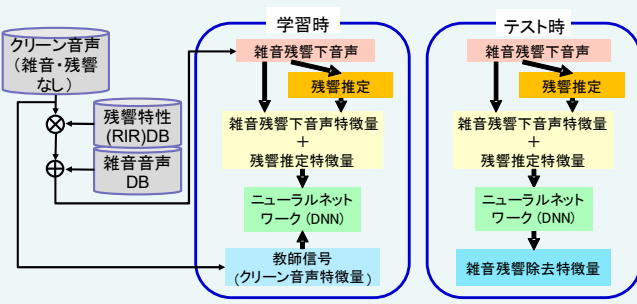 クリーン音声
(雑音・残響
なし)
残響特性
(RIR)DB
雑音音声
DB
学習時
雑音残響下音声
残響推定
雑音残響下音声特徴量
＋
残響推定特徴量
ニューラルネット
ワーク(DNN)
教師信号
(クリーン音声特徴量)
テスト時
雑音残響下音声
残響推定
雑音残響下音声特徴量
＋
残響推定特徴量
ニューラルネット
ワーク(DNN)
雑音残響除去特徴量